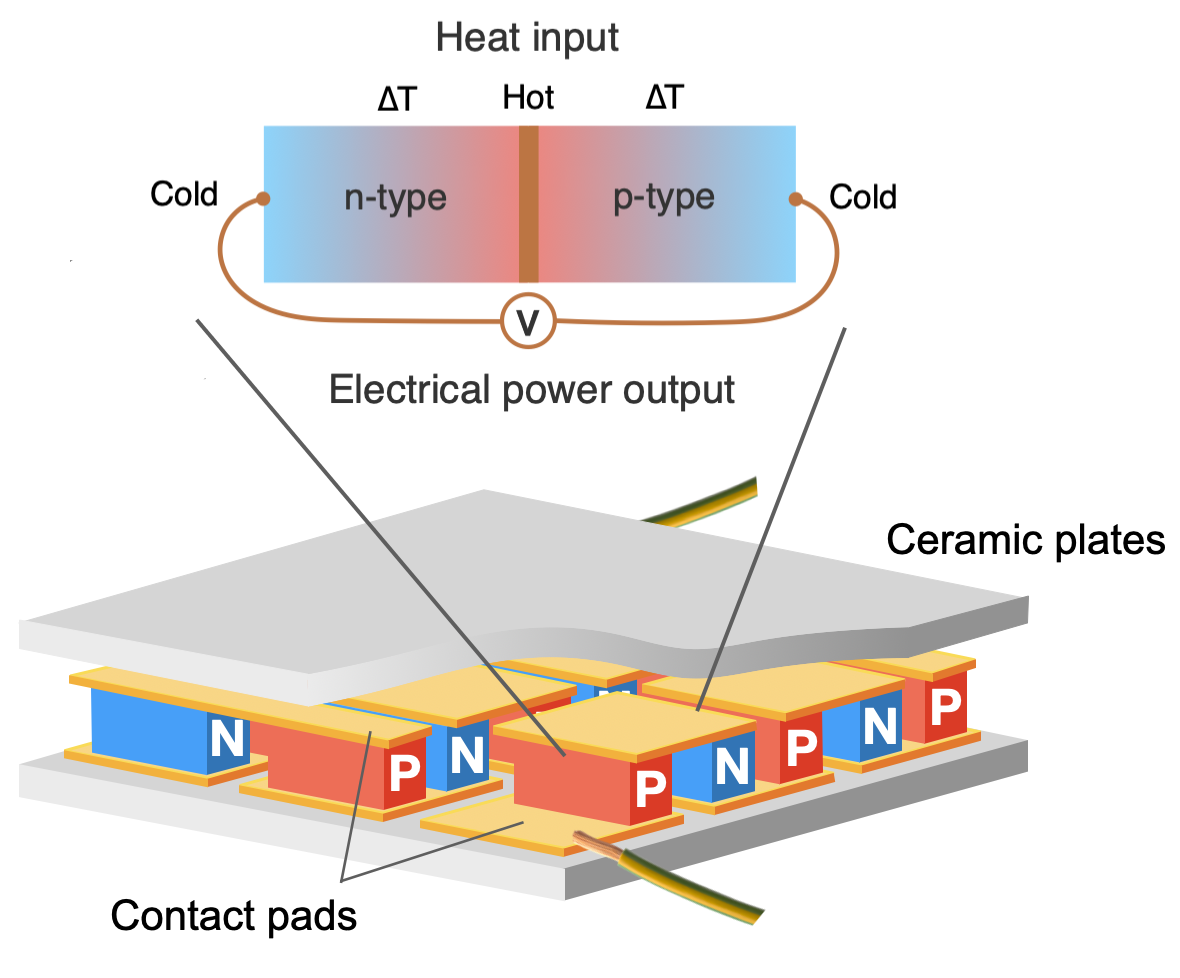 Heat input
ΔT Hot ΔT
Cold n-type p-type Cold
V
Electrical power output
Ceramic plates
N P N P N P N P
Contact pads